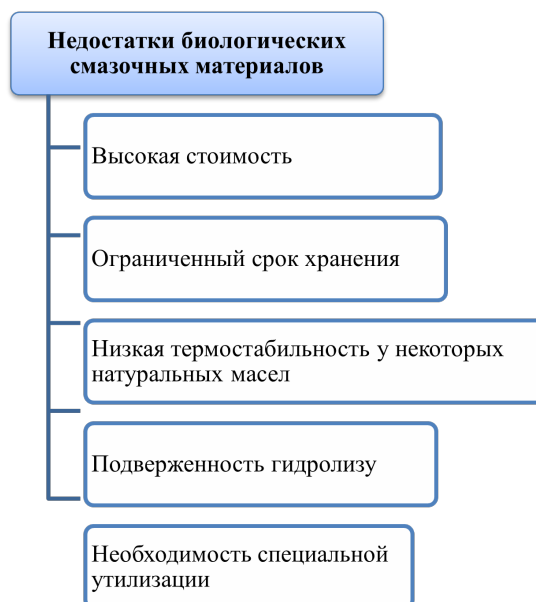 Недостатки биологических
смазочных материалов
Высокая стоимость
Ограниченный срок хранения
Низкая термостабильность у некоторых
натуральных масел
Подверженность гидролизу
Необходимость специальной
утилизации